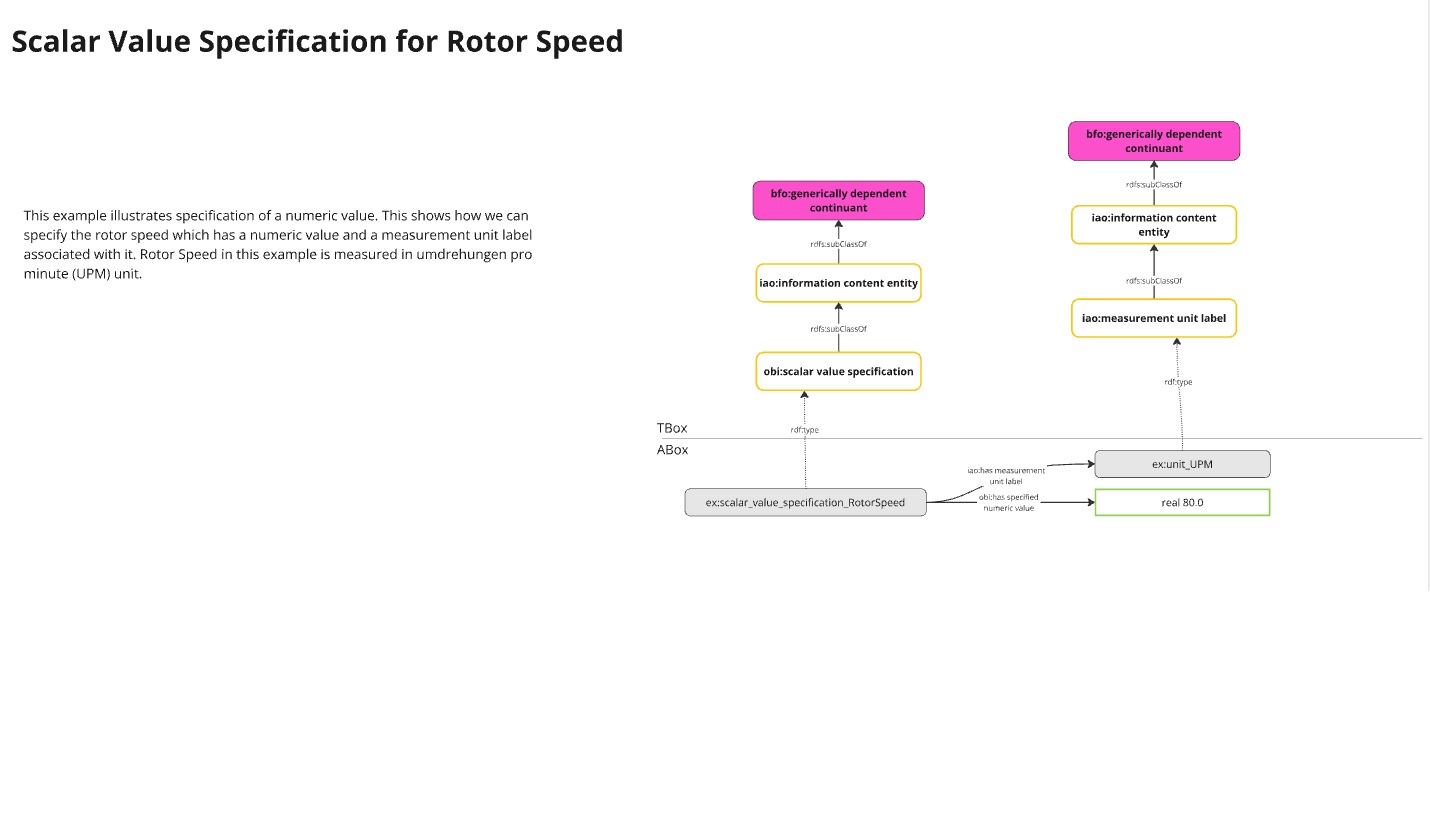 Scalar Value Specification for Rotor Speed
This example illustrates specification of a numeric value. This shows how we can
specify the rotor speed which has a numeric value and a measurement unit label
associated with it. Rotor Speed in this example is measured in umdrehungen pro
minute (UPM) unit.
bfo:generically dependent
continuant
rdfs:subClassOf
iao:information content entity
rdfs:subClassOf
obi:scalar value specification
rdf:type
bfo:generically dependent
continuant
rdfs:subClassOf
iao:information content
entity
rdfs:subClassOf
iao:measurement unit label
rdf:type
TBox
ABox
ex:scalar_value_specification_RotorSpeed
iao:has measurement
unit label
obi:has specified
numeric value
ex:unit_UPM
real 80.0